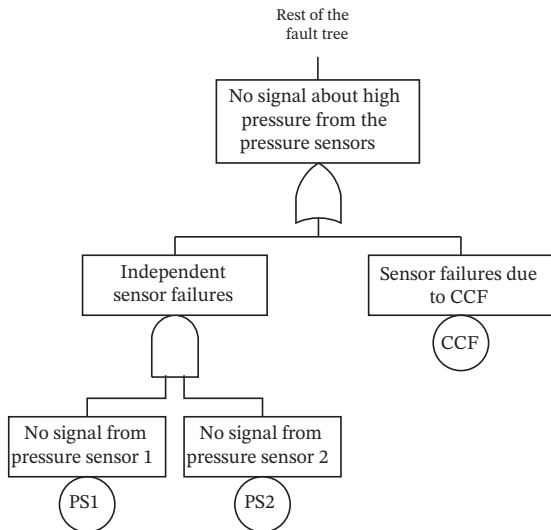 Rest of the
fault tree
No signal about high
pressure from the
pressure sensors
Independent
sensor failures
Sensor failures due
to CCF
CCF
No signal from
pressure sensor 1
No signal from
pressure sensor 2
PS1
PS2